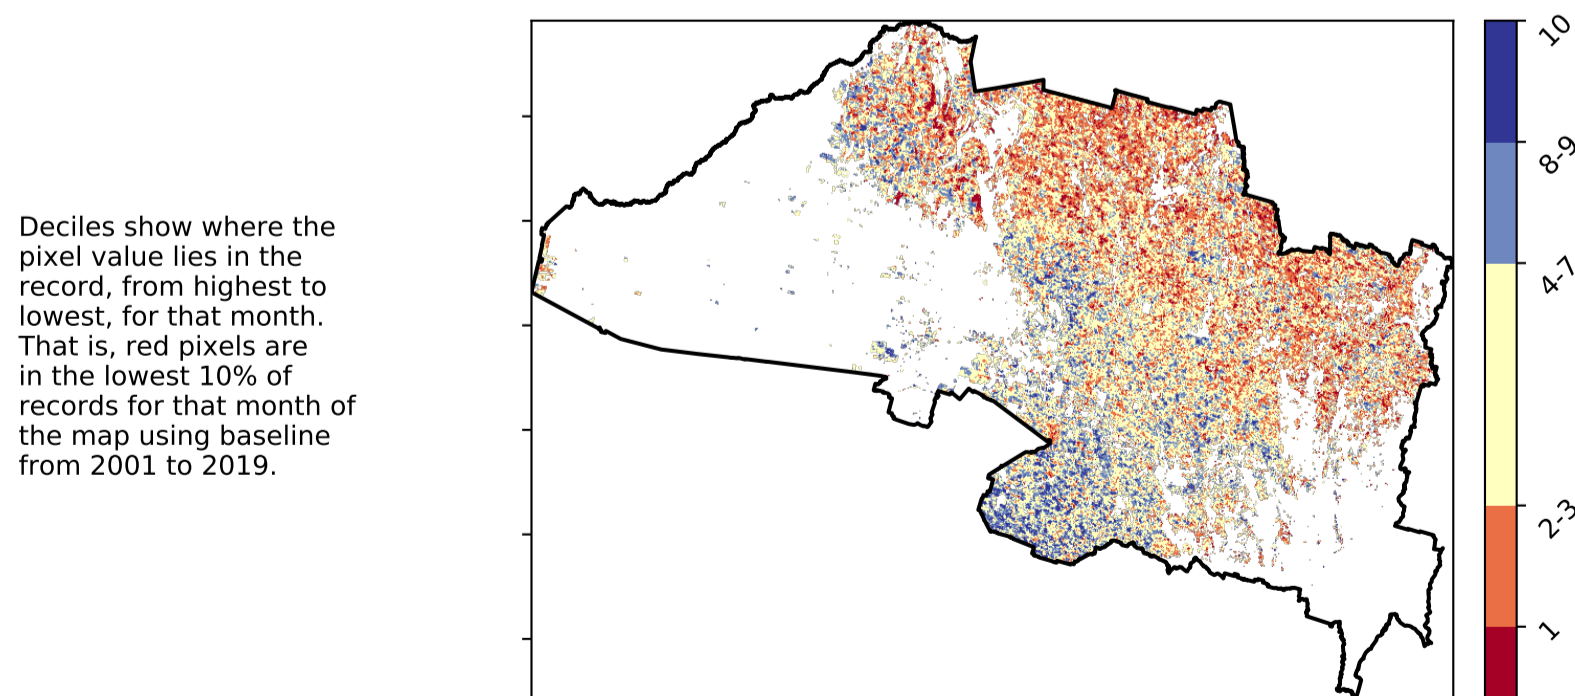 Deciles show where the
pixel value lies in the
record, from highest to
lowest, for that month.
That is, red pixels are
in the lowest 10% of
records for that month of
the map using baseline
from 2001 to 2019.
10
8-9
4-7
2-3
1